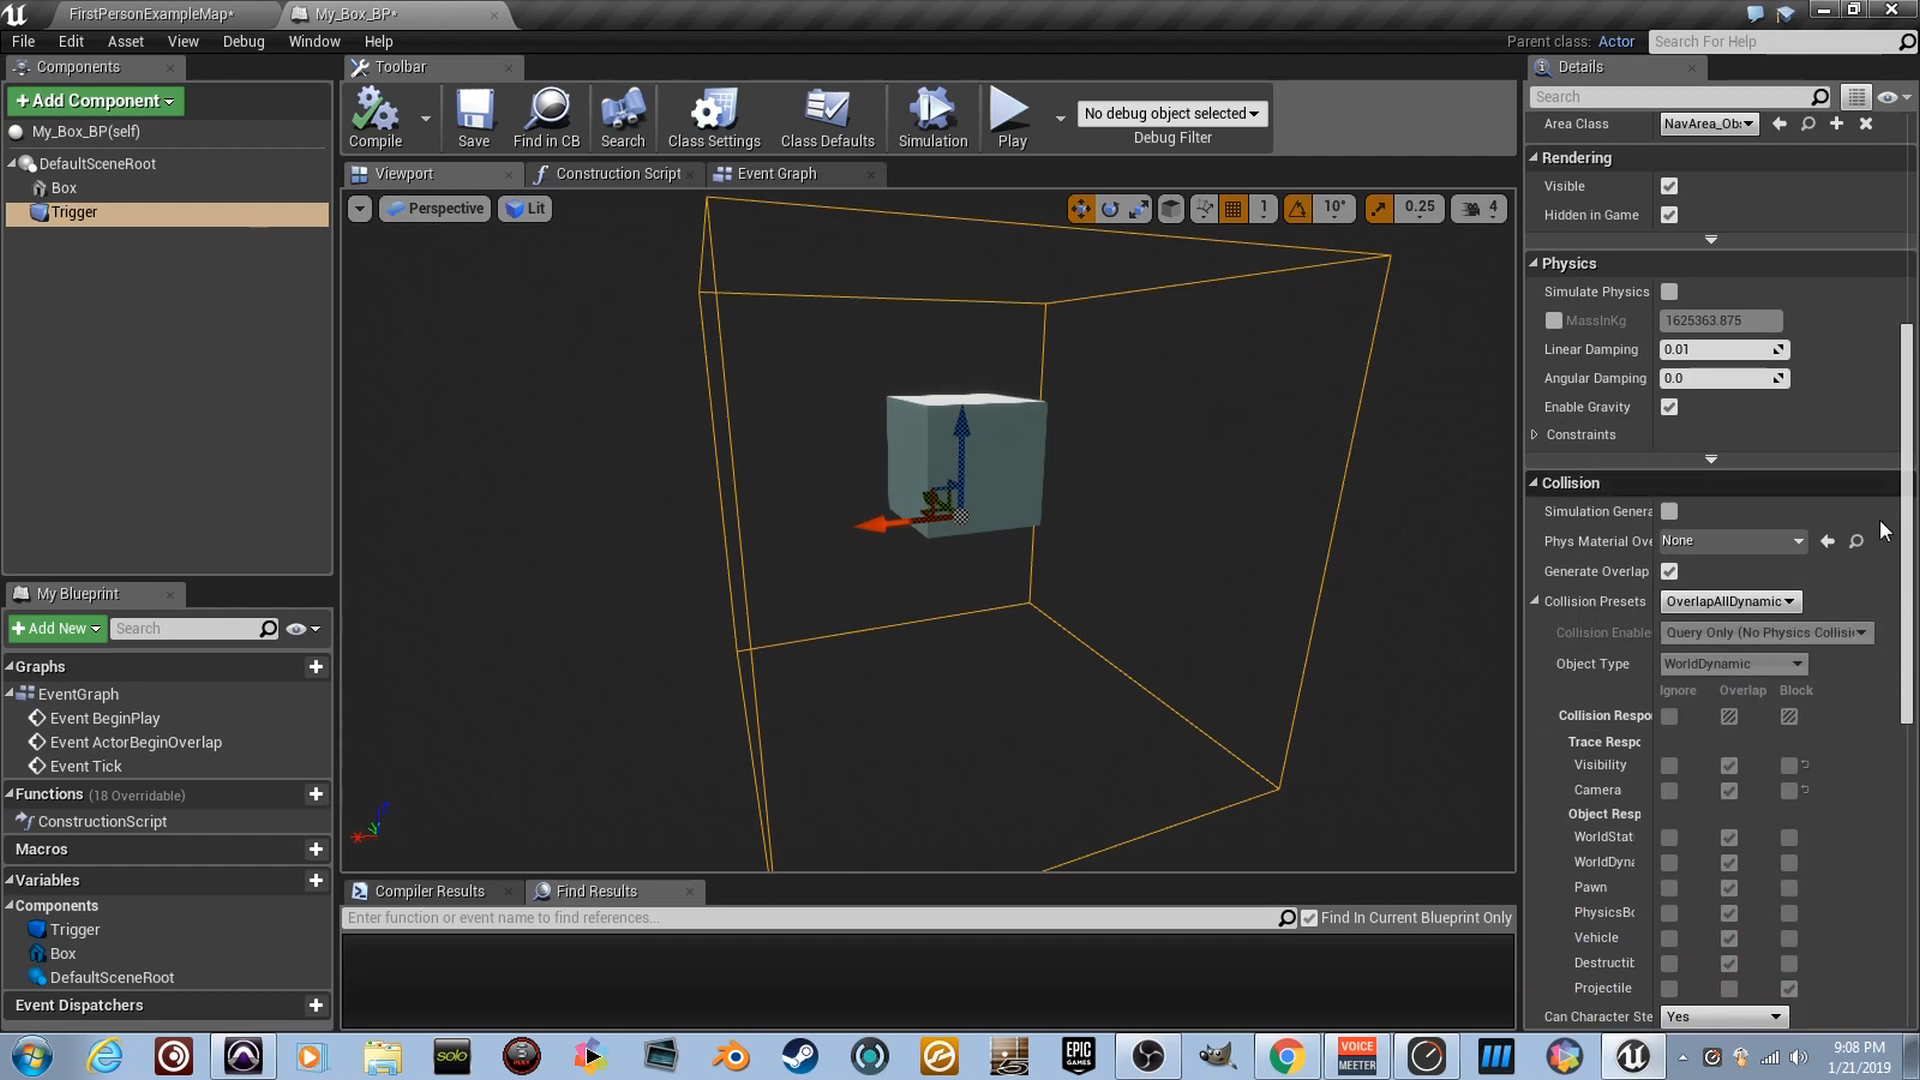 FirstPersonExampleMap*
My_Box_BP*
File Edit Asset View Debug Window Help
Parent class: Actor
Search For Help
Components
+Add Component
My_Box_BP(self)
DefaultSceneRoot
Box
Trigger
Toolbar
Compile
Save
Find in CB
Search
Class Settings
Class Defaults
Simulation
Play
No debug object selected
Debug Filter
Viewport
Construction Script
Event Graph
Perspective
Lit
1
10°
0.25
4
My Blueprint
+Add New
Search
Graphs
EventGraph
Event BeginPlay
Event ActorBeginOverlap
Event Tick
Functions (18 Overridable)
ConstructionScript
Macros
Variables
Components
Trigger
Box
DefaultSceneRoot
Event Dispatchers
Compiler Results
Find Results
Enter function or event name to find references...
Find In Current Blueprint Only
Details
Search
Area Class NavArea_Obs
Rendering
Visible
Hidden in Game
Physics
Simulate Physics
MassInKg 1625363.875
Linear Damping 0.01
Angular Damping 0.0
Enable Gravity
Constraints
Collision
Simulation Genera
Phys Material Ove None
Generate Overlap
Collision Presets OverlapAllDynamic
Collision Enable Query Only (No Physics Collisi
Object Type WorldDynamic
Ignore Overlap Block
Collision Respo
Trace Respo
Visibility
Camera
Object Resp
WorldStati
WorldDyna
Pawn
PhysicsBo
Vehicle
Destructib
Projectile
Can Character Ste Yes
solo
EPIC GAMES
VOICE MEETER
9:08 PM
1/21/2019